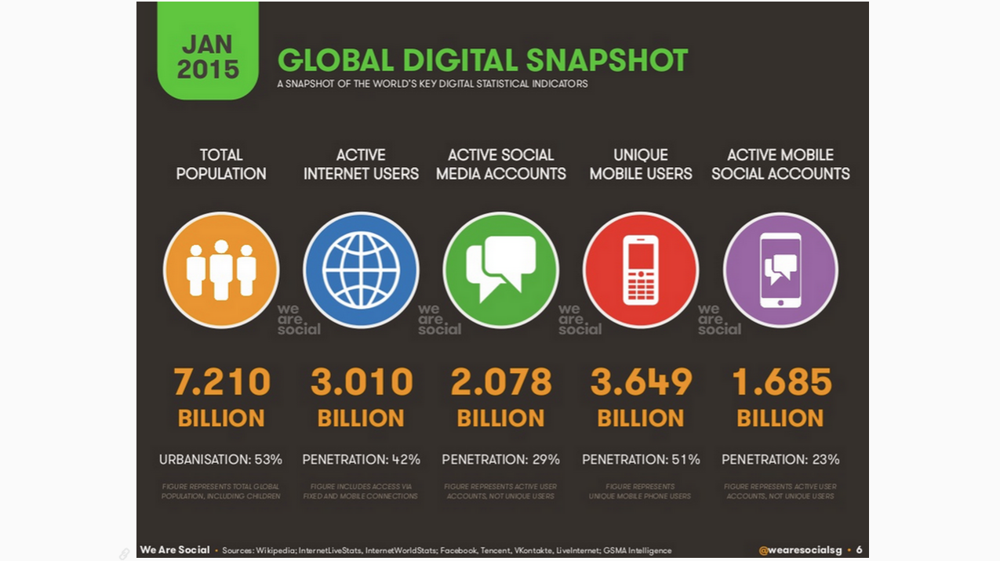 JAN
2015
GLOBAL DIGITAL SNAPSHOT
A SNAPSHOT OF THE WORLD'S KEY DIGITAL STATISTICAL INDICATORS
TOTAL
POPULATION
ACTIVE
INTERNET USERS
ACTIVE SOCIAL
MEDIA ACCOUNTS
UNIQUE
MOBILE USERS
ACTIVE MOBILE
SOCIAL ACCOUNTS
we
are
social
we
are
social
we
are
social
we
are
social
7.210
BILLION
3.010
BILLION
2.078
BILLION
3.649
BILLION
1.685
BILLION
URBANISATION: 53%
PENETRATION: 42%
PENETRATION: 29%
PENETRATION: 51%
PENETRATION: 23%
FIGURE REPRESENTS TOTAL GLOBAL
POPULATION, INCLUDING CHILDREN
FIGURE INCLUDES ACCESS VIA
FIXED AND MOBILE CONNECTIONS
FIGURE REPRESENTS ACTIVE USER
ACCOUNTS, NOT UNIQUE USERS
FIGURE REPRESENTS
UNIQUE MOBILE PHONE USERS
FIGURE REPRESENTS ACTIVE USER
ACCOUNTS, NOT UNIQUE USERS
We Are Social • Sources: Wikipedia; InternetLiveStats, InternetWorldStats; Facebook, Tencent, VKontakte, LiveInternet; GSMA Intelligence
@wearesocialsg • 6